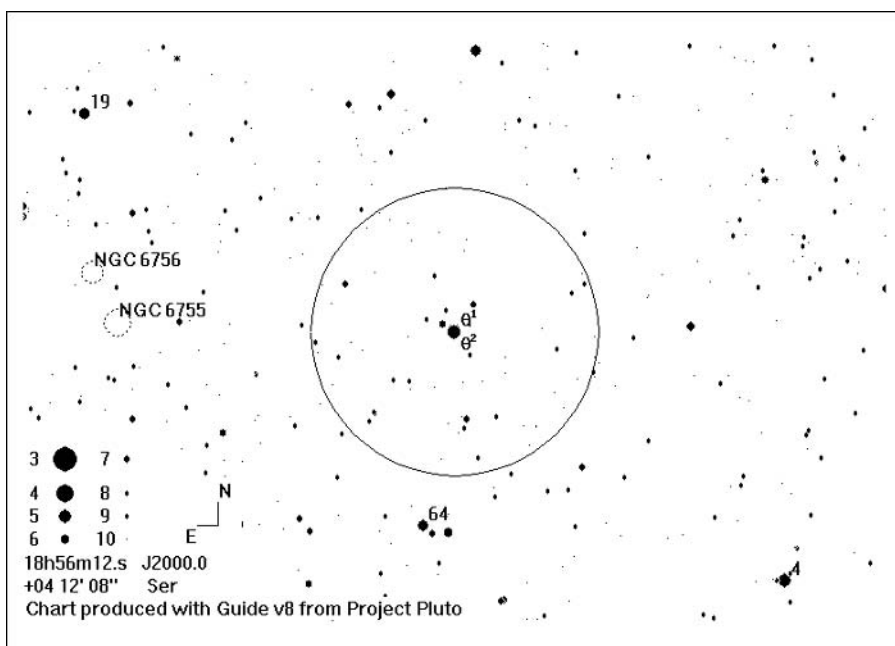 19
NGC 6756
NGC 6755
θ¹
θ²
3 7
4 8
5 9
6 10
N
E
64
4
18h56m12.s J2000.0
+04 12' 08" Ser
Chart produced with Guide v8 from Project Pluto